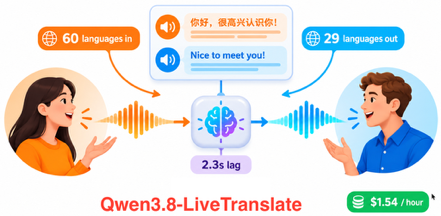 60 languages in
你好，很高兴认识你！
Nice to meet you!
29 languages out
2.3s lag
Qwen3.8-LiveTranslate
$1.54 / hour